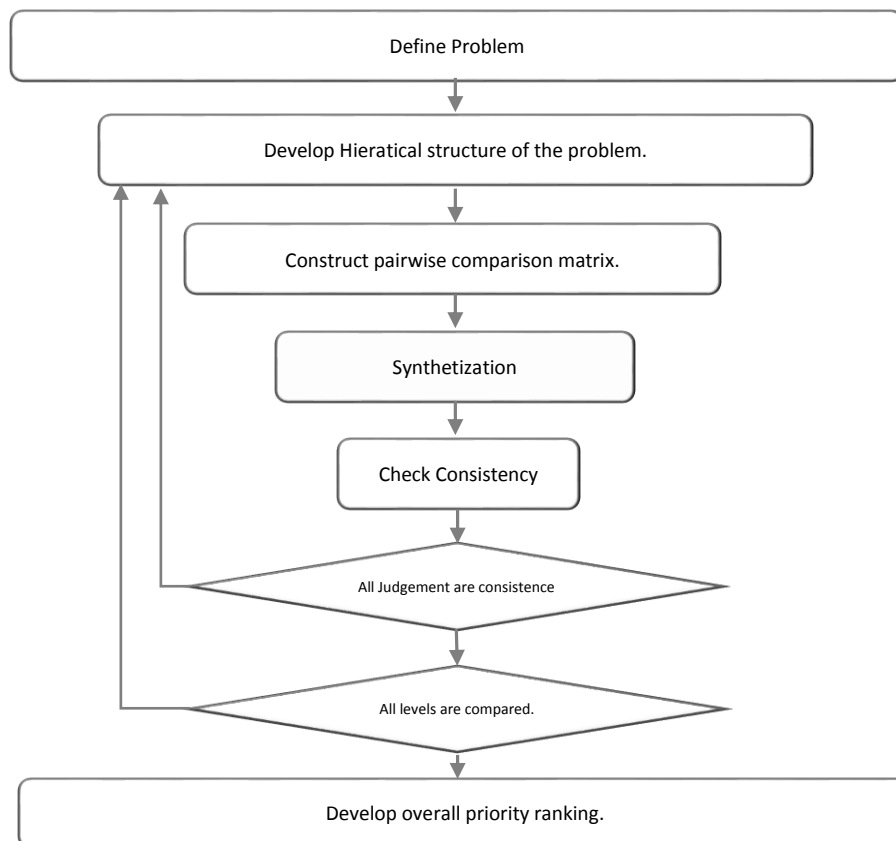 Define Problem
Develop Hieratical structure of the problem.
Construct pairwise comparison matrix.
Synthetization
Check Consistency
All Judgement are consistence
All levels are compared.
Develop overall priority ranking.